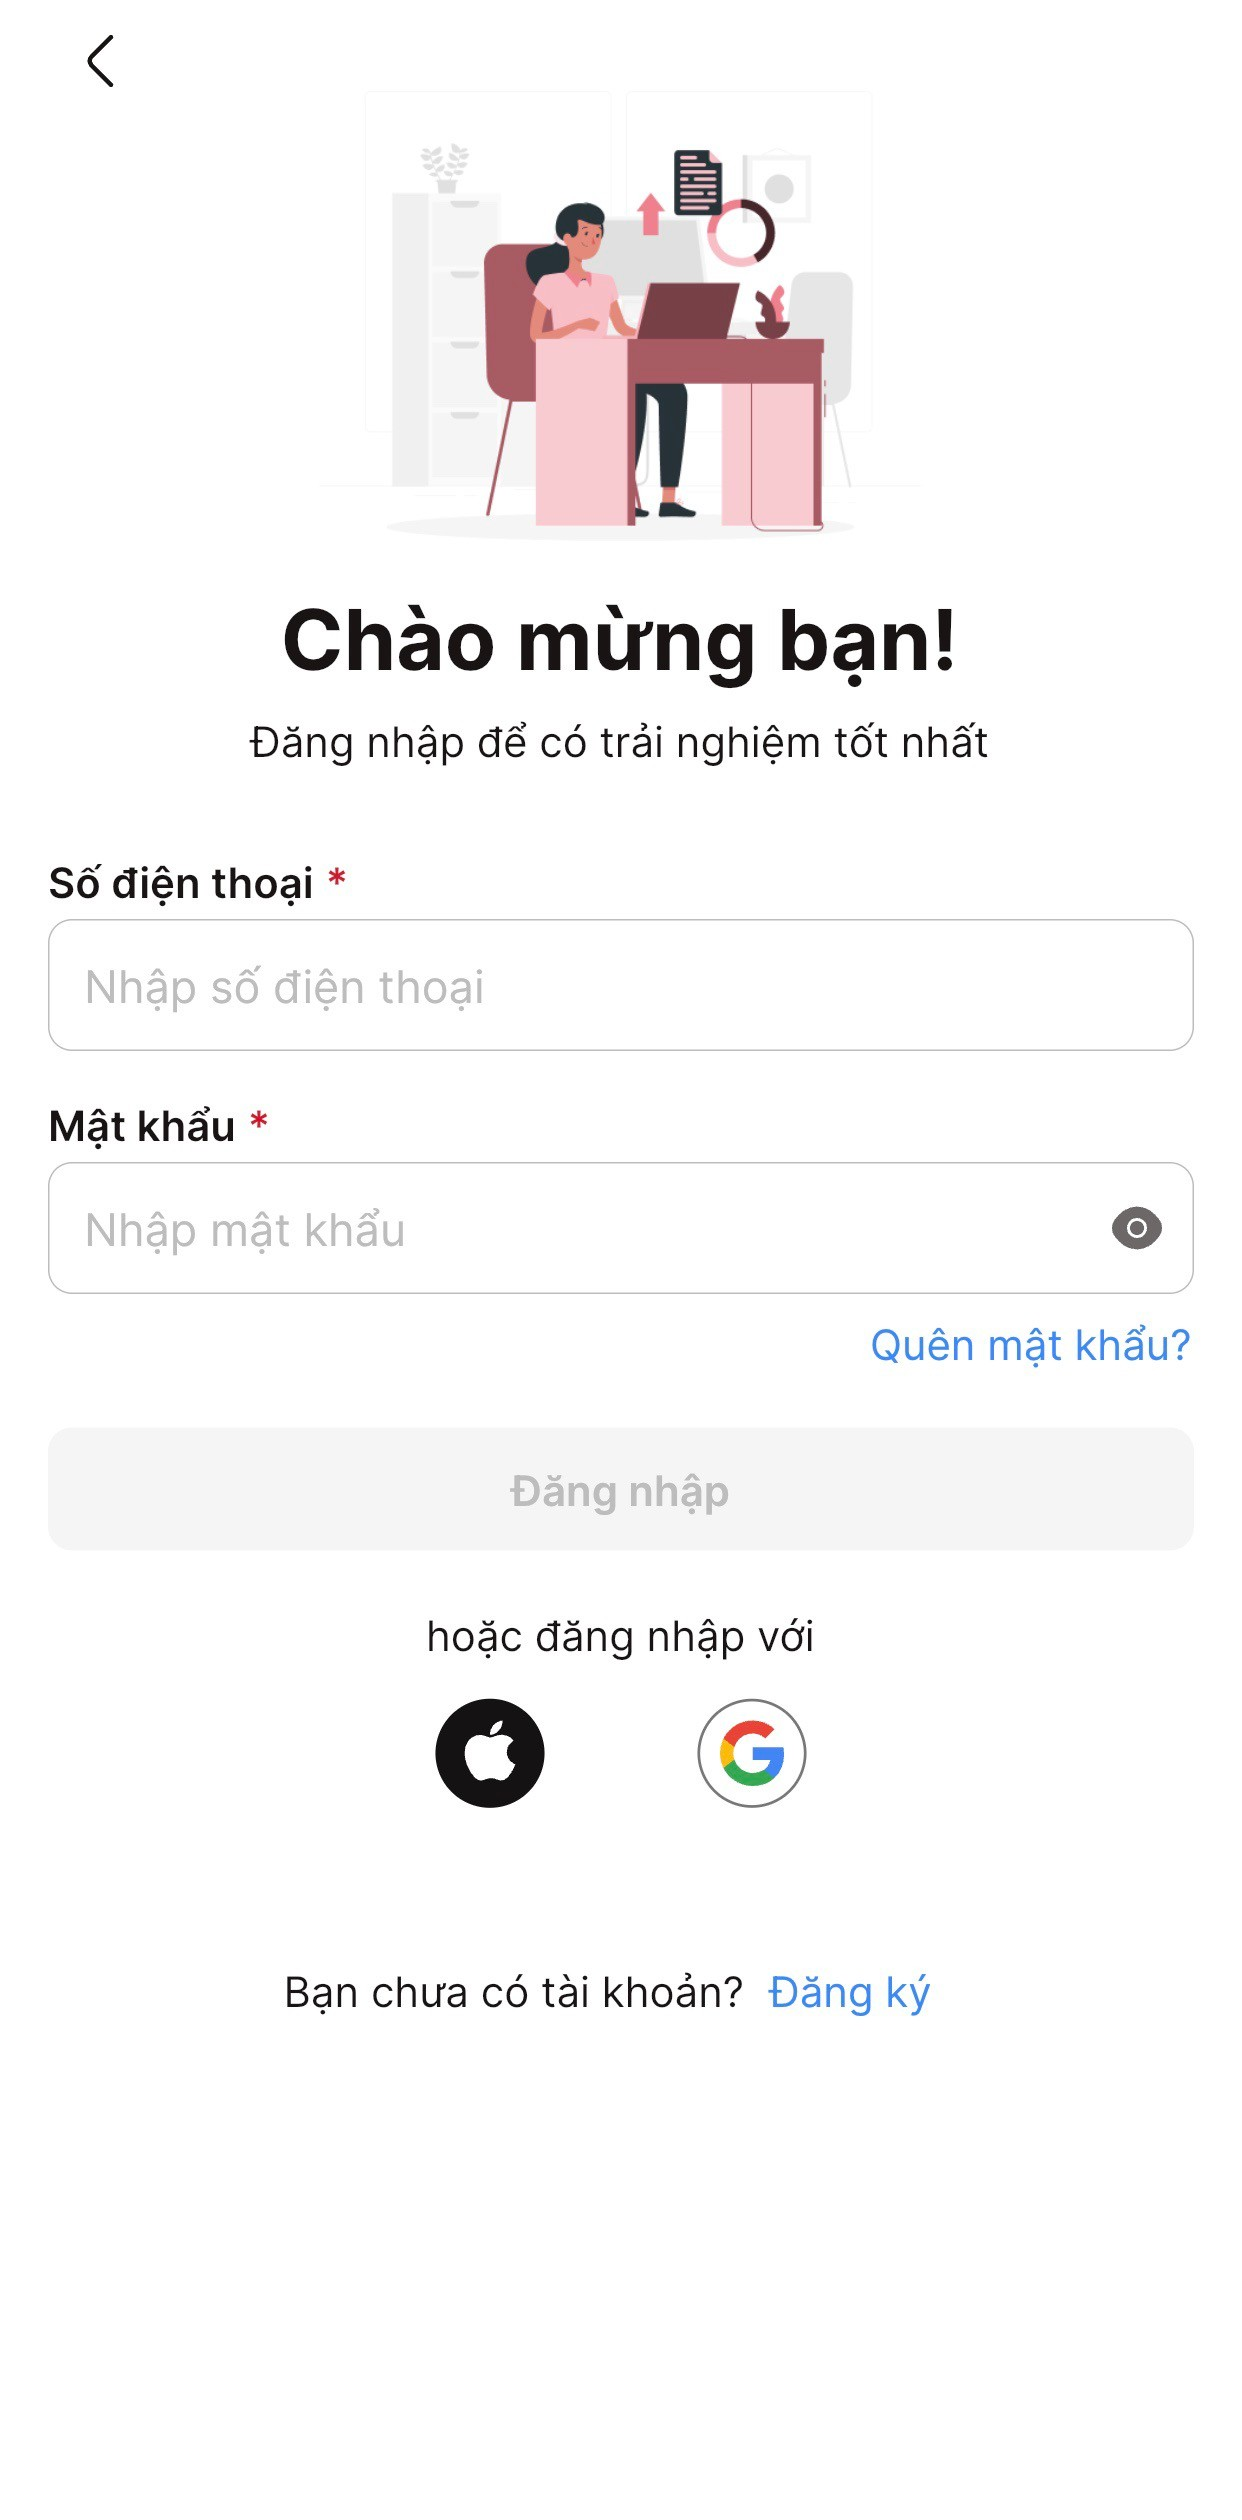 Chào mừng bạn!
Đăng nhập để có trải nghiệm tốt nhất
Số điện thoại *
Nhập số điện thoại
Mật khẩu *
Nhập mật khẩu
Quên mật khẩu?
Đăng nhập
hoặc đăng nhập với
Bạn chưa có tài khoản? Đăng ký